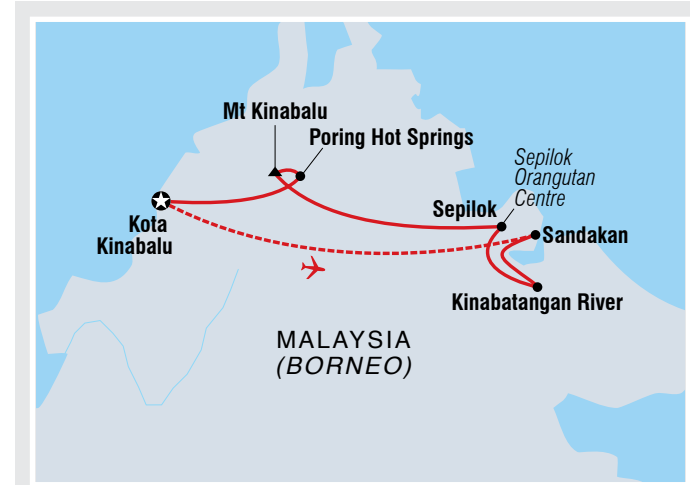 Mt Kinabalu
Poring Hot Springs
Sepilok
Orangutan
Centre
Sepilok
Kota
Kinabalu
Sandakan
Kinabatangan River
MALAYSIA
(BORNEO)